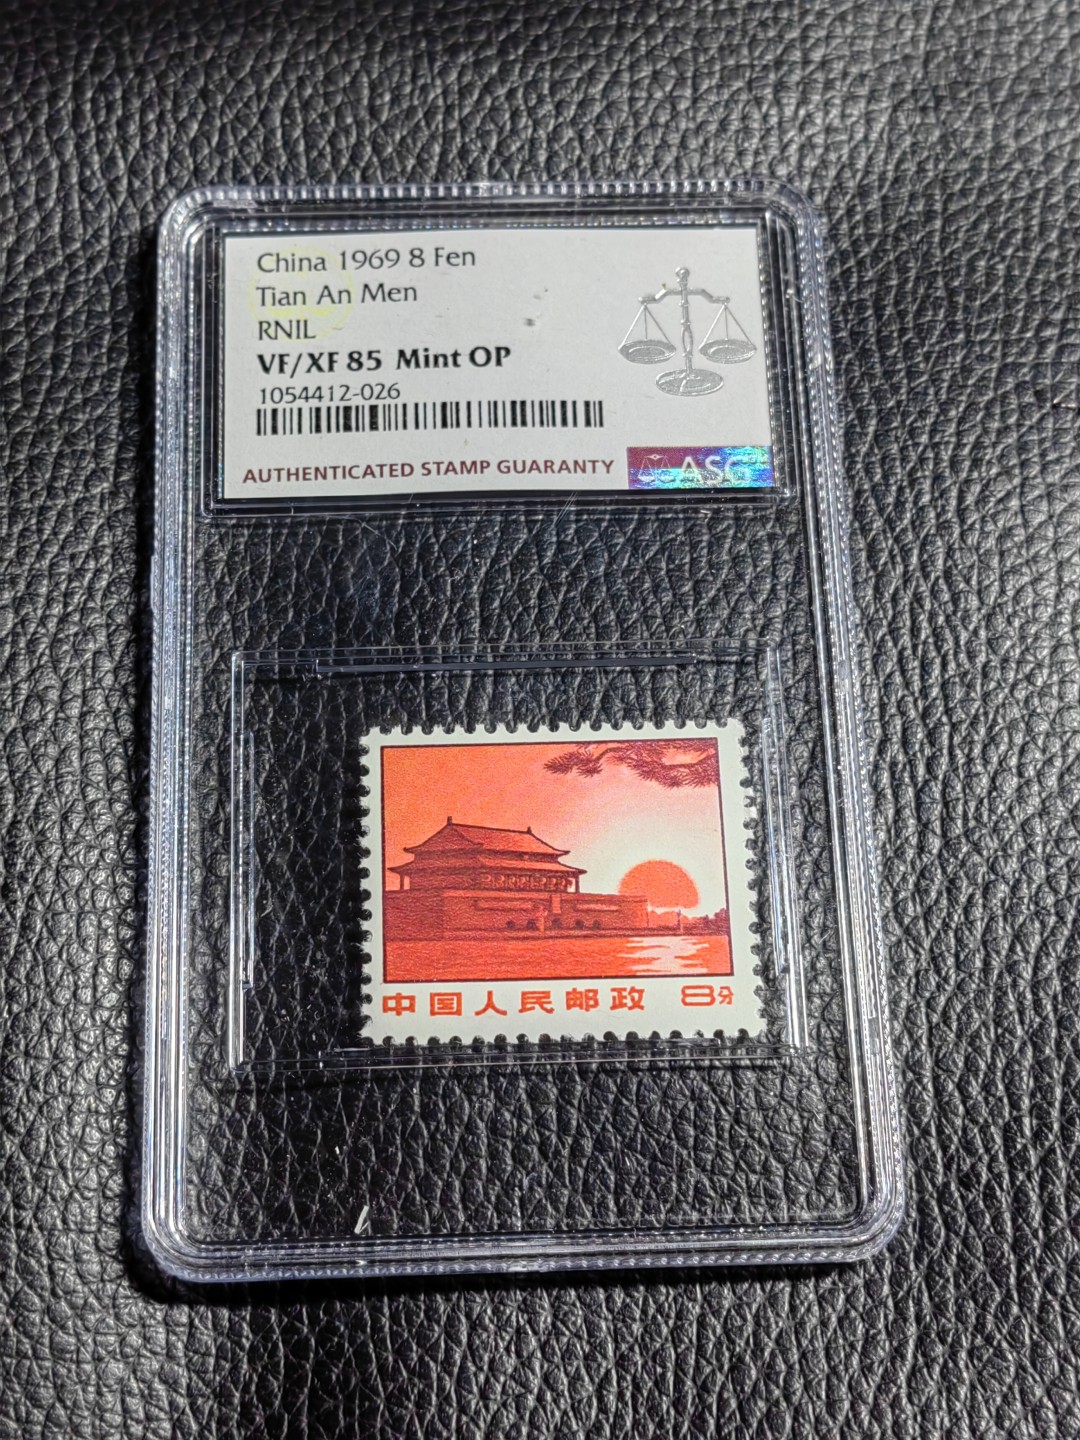 China 1969 8 Fen
Tian An Men
RNIL
VF/XF 85 Mint OP
1054412-026
AUTHENTICATED STAMP GUARANTY ASG
中国人民邮政 8分